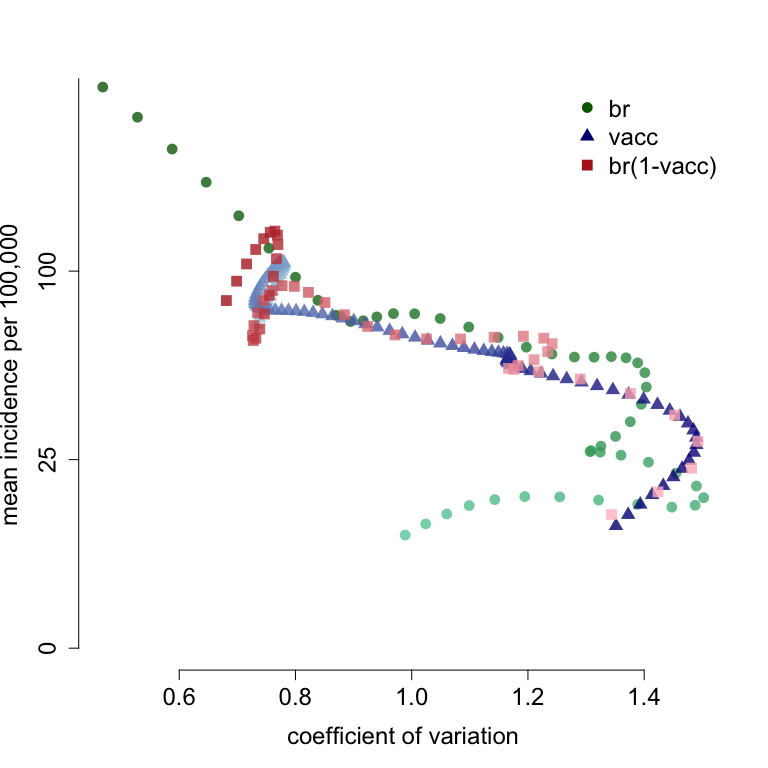 br
vacc
br(1-vacc)
mean incidence per 100,000
100
25
0
0.6
0.8
1.0
1.2
1.4
coefficient of variation